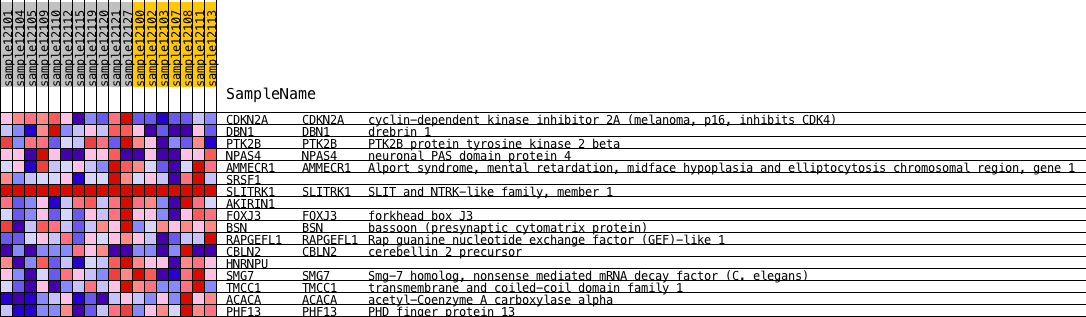 sample12101
sample12104
sample12105
sample12109
sample12110
sample12112
sample12115
sample12119
sample12120
sample12121
sample12127
sample12100
sample12102
sample12103
sample12107
sample12108
sample12111
sample12113
SampleName
CDKN2A CDKN2A cyclin-dependent kinase inhibitor 2A (melanoma, p16, inhibits CDK4)
DBN1 DBN1 drebrin 1
PTK2B PTK2B PTK2B protein tyrosine kinase 2 beta
NPAS4 NPAS4 neuronal PAS domain protein 4
AMMECR1 AMMECR1 Alport syndrome, mental retardation, midface hypoplasia and elliptocytosis chromosomal region, gene 1
SRSF1
SLITRK1 SLITRK1 SLIT and NTRK-like family, member 1
AKIRIN1
FOXJ3 FOXJ3 forkhead box J3
BSN BSN bassoon (presynaptic cytomatrix protein)
RAPGEFL1 RAPGEFL1 Rap guanine nucleotide exchange factor (GEF)-like 1
CBLN2 CBLN2 cerebellin 2 precursor
HNRNPU
SMG7 SMG7 Smg-7 homolog, nonsense mediated mRNA decay factor (C. elegans)
TMCC1 TMCC1 transmembrane and coiled-coil domain family 1
ACACA ACACA acetyl-Coenzyme A carboxylase alpha
PHF13 PHF13 PHD finger protein 13